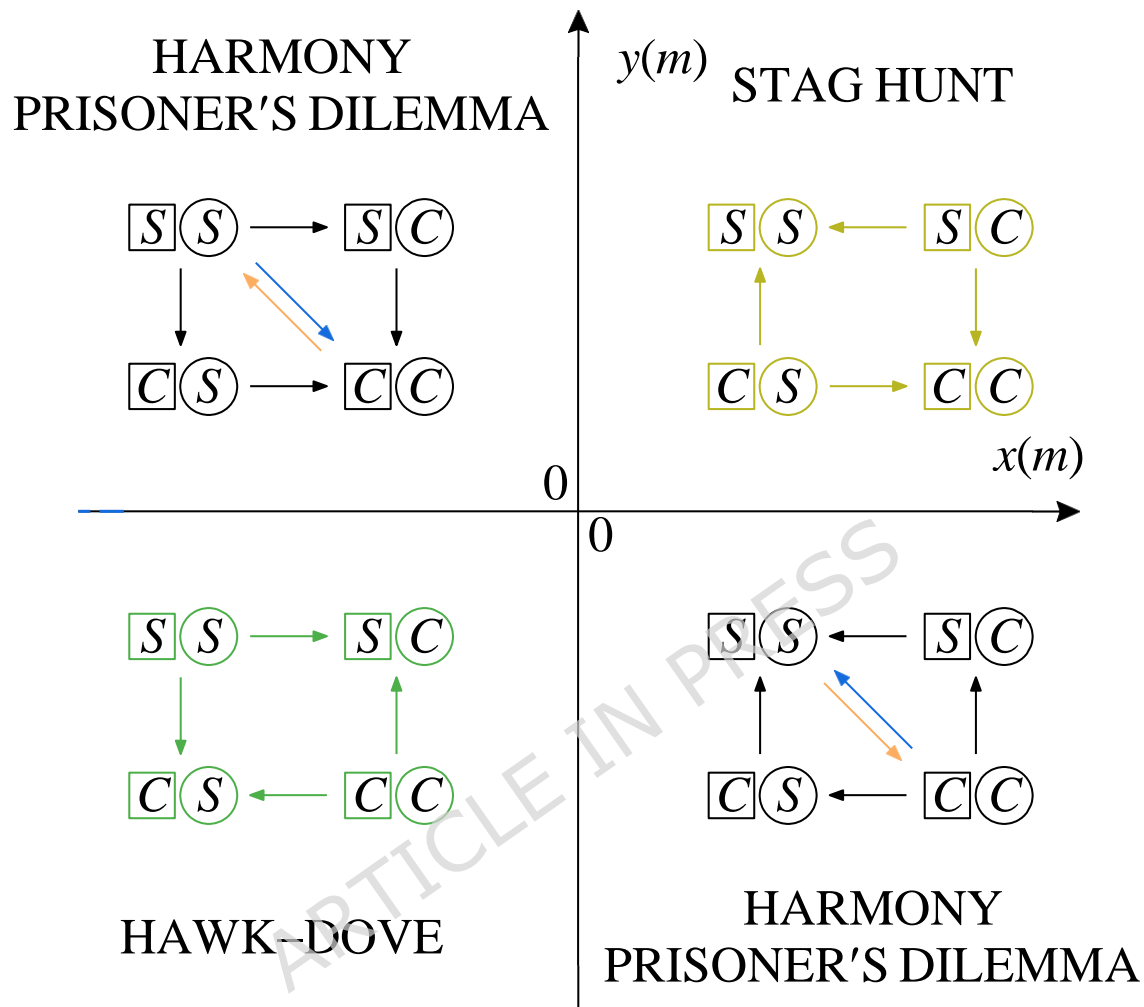 HARMONY
PRISONER'S DILEMMA
y(m)
STAG HUNT
S S S C
C S C C
S S S C
C S C C
x(m)
0
0
S S S C
C S C C
S S S C
C S C C
HAWK–DOVE
HARMONY
PRISONER'S DILEMMA
ARTICLE IN PRESS